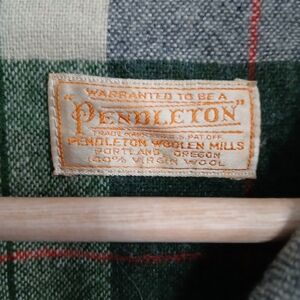 WARRANTED TO BE A
"PENDLETON"
TRADE MARK REG. U.S. PAT. OFF.
PENDLETON WOOLEN MILLS
PORTLAND, OREGON
100% VIRGIN WOOL